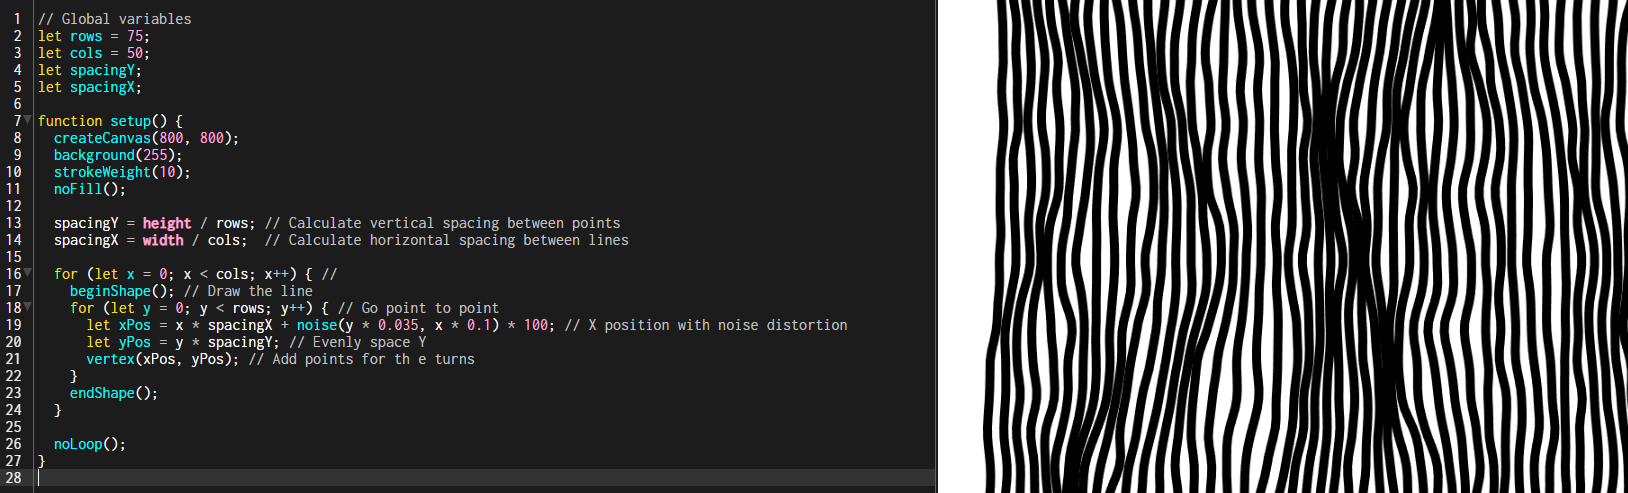 1 // Global variables
2 let rows = 75;
3 let cols = 50;
4 let spacingY;
5 let spacingX;
6
7 function setup() {
8   createCanvas(800, 800);
9   background(255);
10   strokeWeight(10);
11   noFill();
12
13   spacingY = height / rows; // Calculate vertical spacing between points
14   spacingX = width / cols;  // Calculate horizontal spacing between lines
15
16   for (let x = 0; x < cols; x++) { //
17     beginShape(); // Draw the line
18     for (let y = 0; y < rows; y++) { // Go point to point
19       let xPos = x * spacingX + noise(y * 0.035, x * 0.1) * 100; // X position with noise distortion
20       let yPos = y * spacingY; // Evenly space Y
21       vertex(xPos, yPos); // Add points for th e turns
22     }
23     endShape();
24   }
25
26   noLoop();
27 }
28